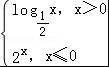 {log_{1/2} x, x>0
2^x, x≤0